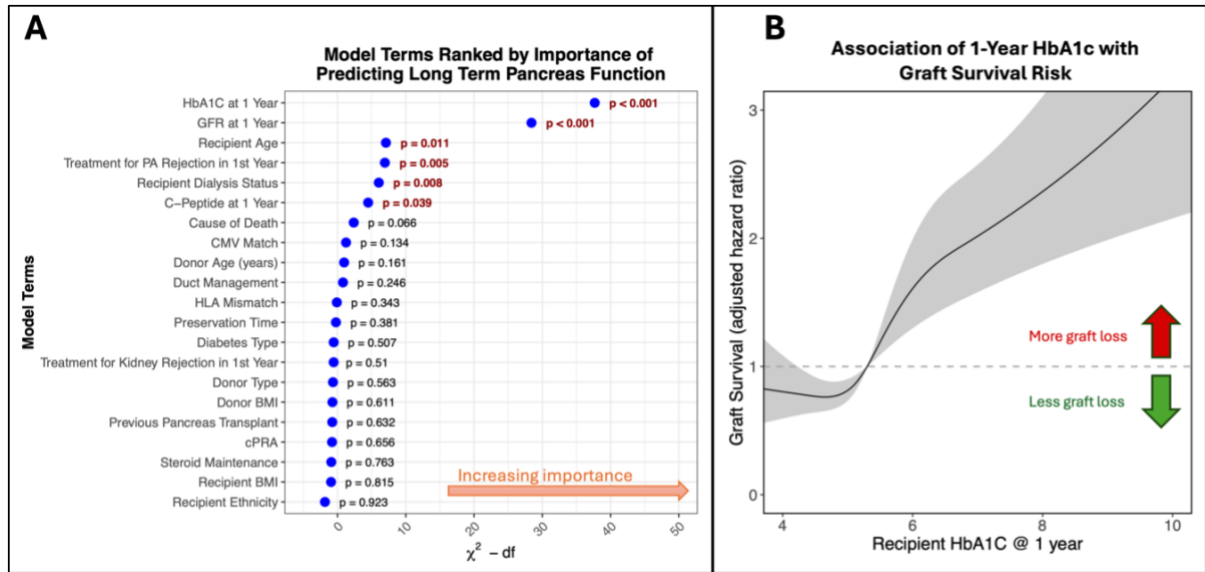 A
Model Terms Ranked by Importance of
Predicting Long Term Pancreas Function
Model Terms
HbA1C at 1 Year p < 0.001
GFR at 1 Year p < 0.001
Recipient Age p = 0.011
Treatment for PA Rejection in 1st Year p = 0.005
Recipient Dialysis Status p = 0.008
C−Peptide at 1 Year p = 0.039
Cause of Death p = 0.066
CMV Match p = 0.134
Donor Age (years) p = 0.161
Duct Management p = 0.246
HLA Mismatch p = 0.343
Preservation Time p = 0.381
Diabetes Type p = 0.507
Treatment for Kidney Rejection in 1st Year p = 0.51
Donor Type p = 0.563
Donor BMI p = 0.611
Previous Pancreas Transplant p = 0.632
cPRA p = 0.656
Steroid Maintenance p = 0.763
Recipient BMI p = 0.815
Recipient Ethnicity p = 0.923
Increasing importance
0 10 20 30 40 50
χ² − df
B
Association of 1-Year HbA1c with
Graft Survival Risk
Graft Survival (adjusted hazard ratio)
3
2
More graft loss
1
Less graft loss
0
4 6 8 10
Recipient HbA1C @ 1 year